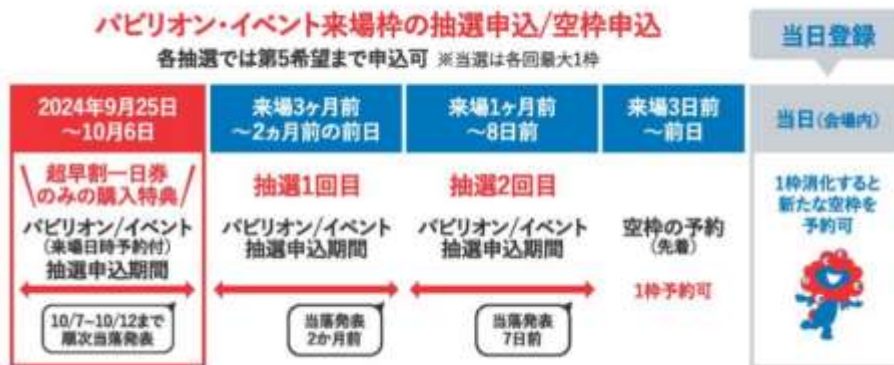 パビリオン・イベント来場枠の抽選申込/空枠申込
各抽選では第5希望まで申込可 ※当選は各回最大1枠
当日登録
2024年9月25日
～10月6日
超早割一日券
のみの購入特典
パビリオン/イベント
(来場日時予約付)
抽選申込期間
10/7~10/12まで
順次当落発表
来場3ヶ月前
～2ヵ月前の前日
抽選1回目
パビリオン/イベント
抽選申込期間
当落発表
2か月前
来場1ヶ月前
～8日前
抽選2回目
パビリオン/イベント
抽選申込期間
当落発表
7日前
来場3日前
～前日
空枠の予約
(先着)
1枠予約可
当日(会場内)
1枠消化すると
新たな空枠を
予約可